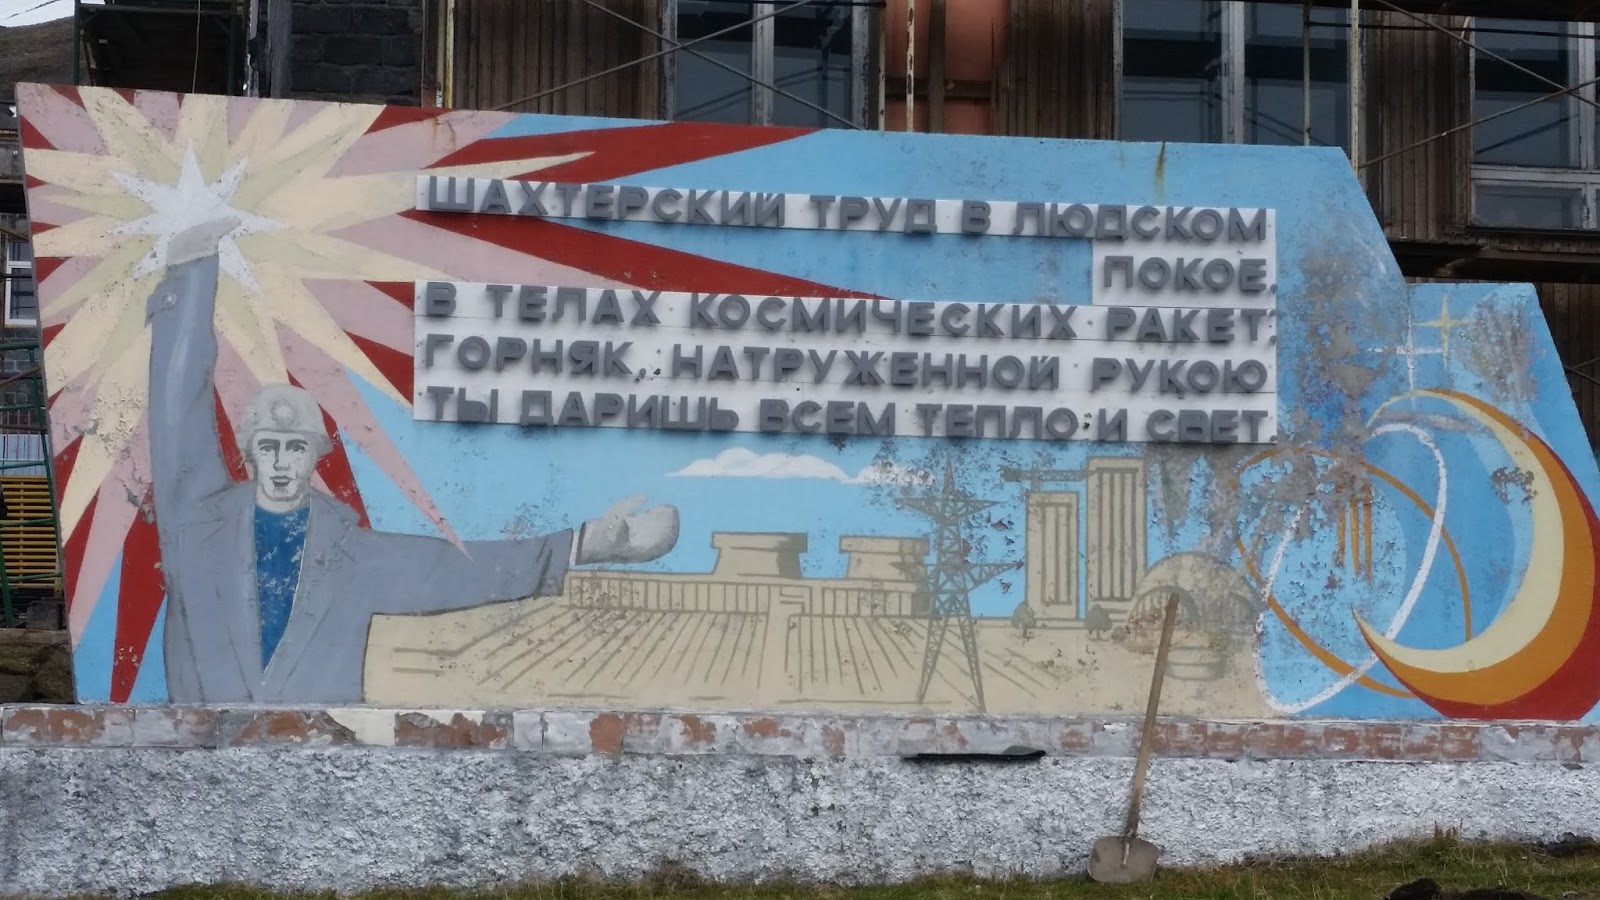 ШАХТЕРСКИЙ ТРУД В ЛЮДСКОМ
ПОКОЕ,
В ТЕЛАХ КОСМИЧЕСКИХ РАКЕТ.
ГОРНЯК, НАТРУЖЕННОЙ РУКОЮ
ТЫ ДАРИШЬ ВСЕМ ТЕПЛО И СВЕТ.